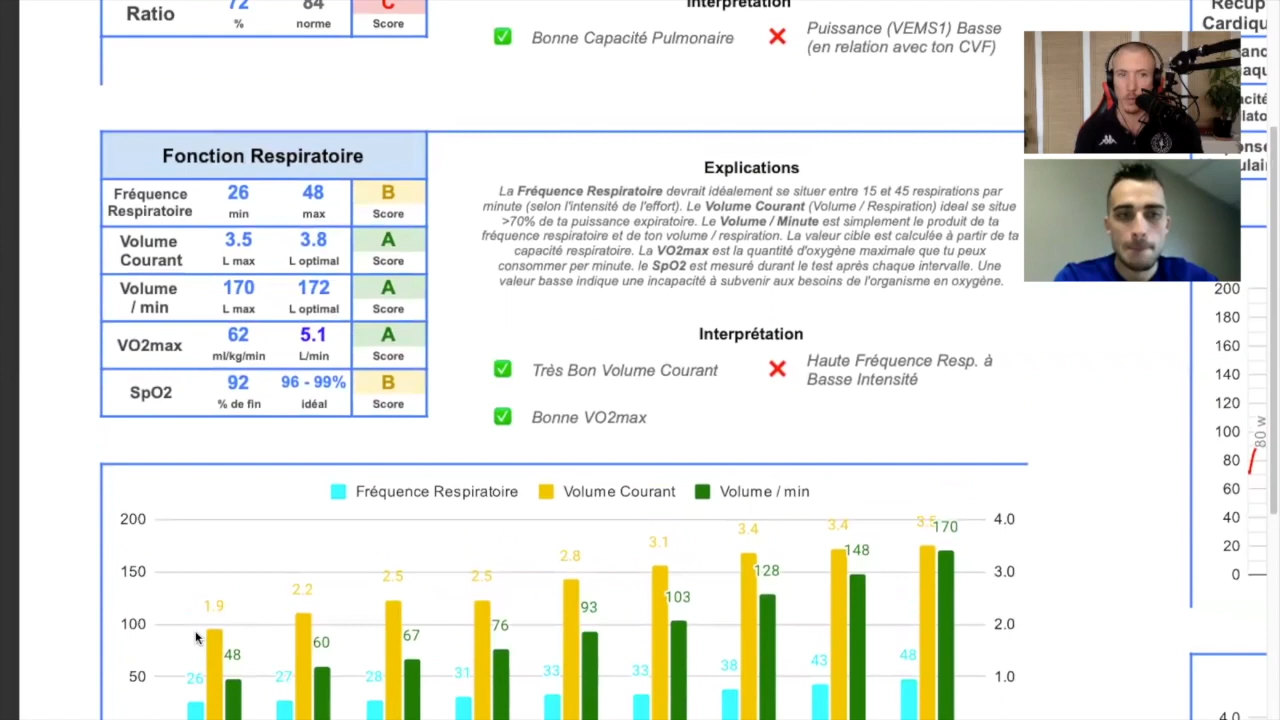 Ratio
72
84
C
%
norme
Score
Interprétation
✅ Bonne Capacité Pulmonaire
❌ Puissance (VEMS1) Basse
(en relation avec ton CVF)
Fonction Respiratoire
Fréquence
Respiratoire
26
48
B
min
max
Score
Volume
Courant
3.5
3.8
A
L max
L optimal
Score
Volume
/ min
170
172
A
L max
L optimal
Score
VO2max
62
5.1
A
ml/kg/min
L/min
Score
SpO2
92
96 - 99%
B
% de fin
idéal
Score
Explications
La Fréquence Respiratoire devrait idéalement se situer entre 15 et 45 respirations par
minute (selon l'intensité de l'effort). Le Volume Courant (Volume / Respiration) ideal se situe
>70% de ta puissance expiratoire. Le Volume / Minute est simplement le produit de ta
fréquence respiratoire et de ton volume / respiration. La valeur cible est calculée à partir de ta
capacité respiratoire. La VO2max est la quantité d'oxygène maximale que tu peux
consommer par minute. le SpO2 est mesuré durant le test après chaque intervalle. Une
valeur basse indique une incapacité à subvenir aux besoins de l'organisme en oxygène.
Interprétation
✅ Très Bon Volume Courant
❌ Haute Fréquence Resp. à
Basse Intensité
✅ Bonne VO2max
Fréquence Respiratoire
Volume Courant
Volume / min
200
150
100
50
4.0
3.0
2.0
1.0
26
1.9
48
27
2.2
60
28
2.5
67
31
2.5
76
33
2.8
93
33
3.1
103
38
3.4
128
43
3.4
148
48
3.5
170
Récup
Cardiqu
200
180
160
140
120
100
80
60
40
20
0
80 w
4.0